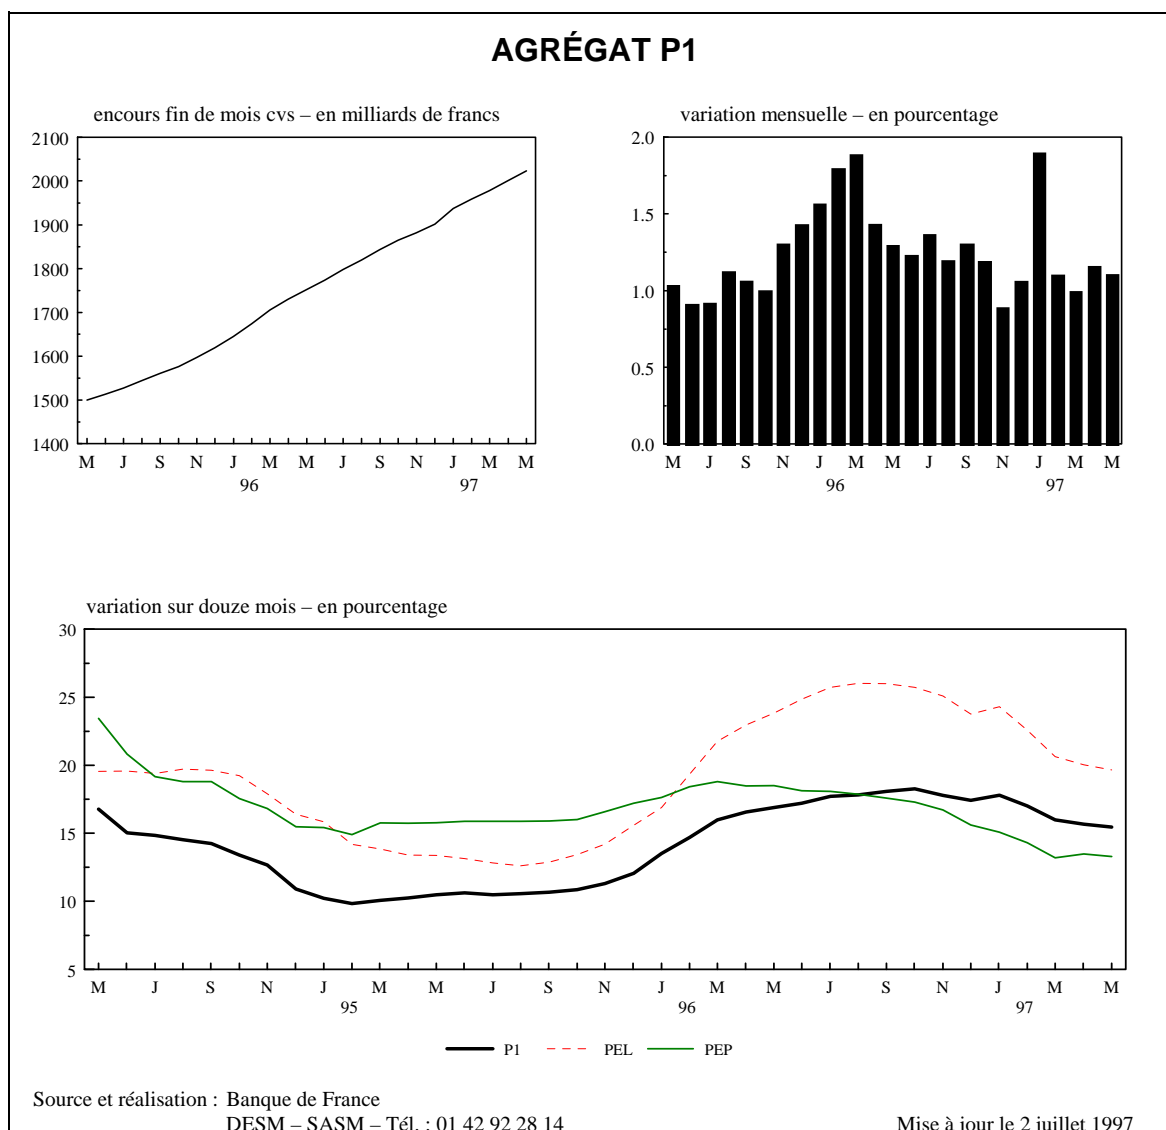 AGRÉGAT P1
encours fin de mois cvs – en milliards de francs
2100
2000
1900
1800
1700
1600
1500
1400
M J S N J M M J S N J M M
96 97
variation mensuelle – en pourcentage
2.0
1.5
1.0
0.5
0.0
M J S N J M M J S N J M M
96 97
variation sur douze mois – en pourcentage
30
25
20
15
10
5
M J S N J M M J S N J M M J S N J M M
95 96 97
P1 PEL PEP
Source et réalisation : Banque de France
DESM – SASM – Tél. : 01 42 92 28 14 Mise à jour le 2 juillet 1997